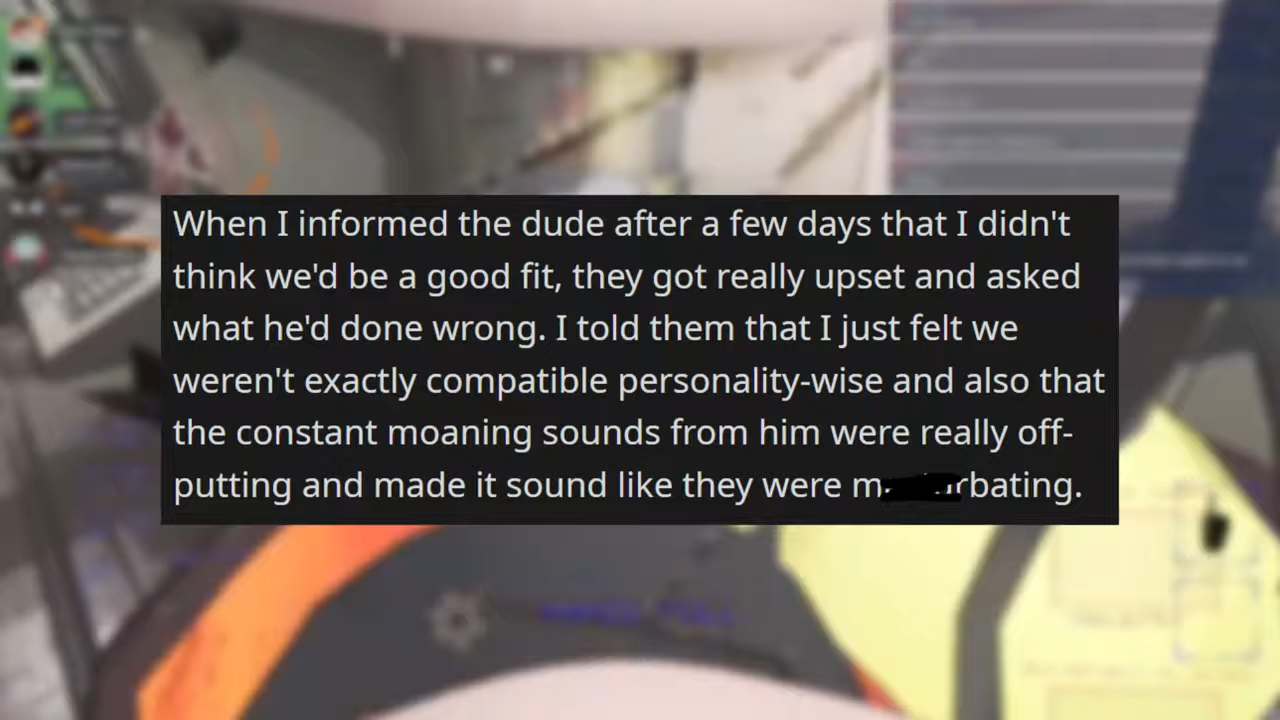 When I informed the dude after a few days that I didn't
think we'd be a good fit, they got really upset and asked
what he'd done wrong. I told them that I just felt we
weren't exactly compatible personality-wise and also that
the constant moaning sounds from him were really off-
putting and made it sound like they were